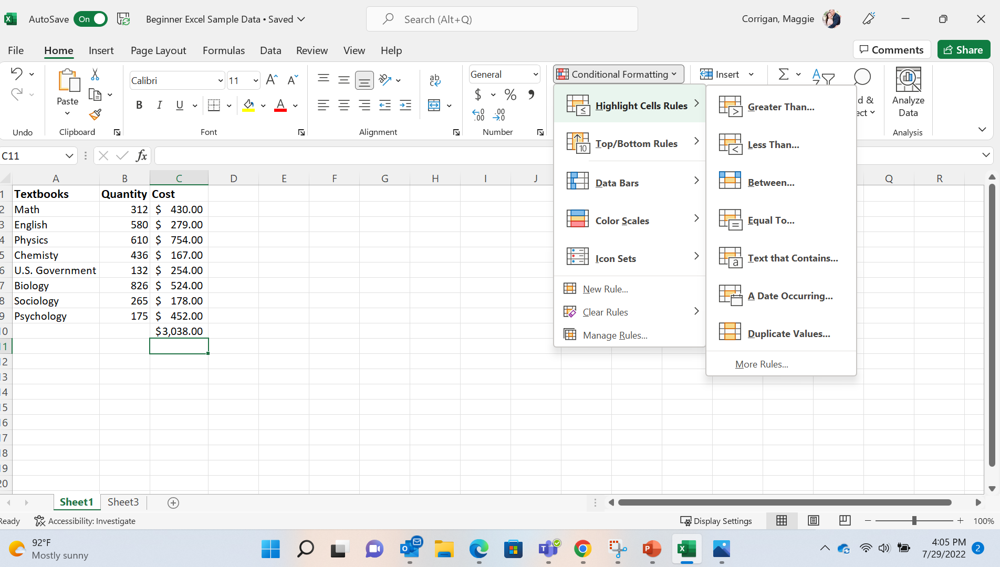 AutoSave On Beginner Excel Sample Data • Saved Search (Alt+Q) Corrigan, Maggie
File Home Insert Page Layout Formulas Data Review View Help Comments Share
Calibri 11 General Conditional Formatting Insert
Paste
Undo Clipboard Font Alignment Number
d & Analyze
ect Data
Analysis
Highlight Cells Rules
Top/Bottom Rules
Data Bars
Color Scales
Icon Sets
New Rule...
Clear Rules
Manage Rules...
Greater Than...
Less Than...
Between...
Equal To...
Text that Contains...
A Date Occurring...
Duplicate Values...
More Rules...
C11 fx
A B C D E F G H I J Q R
1 Textbooks Quantity Cost
2 Math 312 $ 430.00
3 English 580 $ 279.00
4 Physics 610 $ 754.00
5 Chemisty 436 $ 167.00
6 U.S. Government 132 $ 254.00
7 Biology 826 $ 524.00
8 Sociology 265 $ 178.00
9 Psychology 175 $ 452.00
10 $3,038.00
11
12
13
14
15
16
17
18
19
20
Sheet1 Sheet3
Ready Accessibility: Investigate Display Settings 100%
92°F
Mostly sunny
4:05 PM
7/29/2022 2